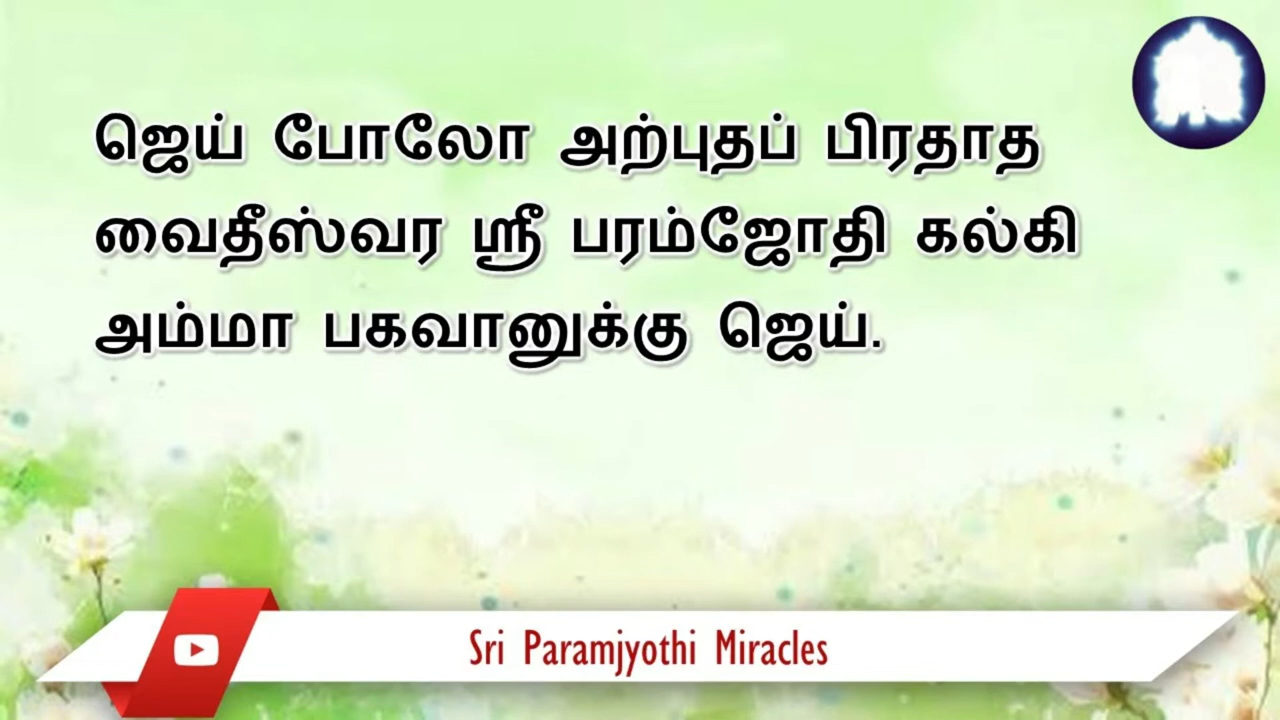 ஜெய் போலோ அற்புதப் பிரதாத
வைதீஸ்வர ஸ்ரீ பரம்ஜோதி கல்கி
அம்மா பகவானுக்கு ஜெய்.
Sri Paramjyothi Miracles